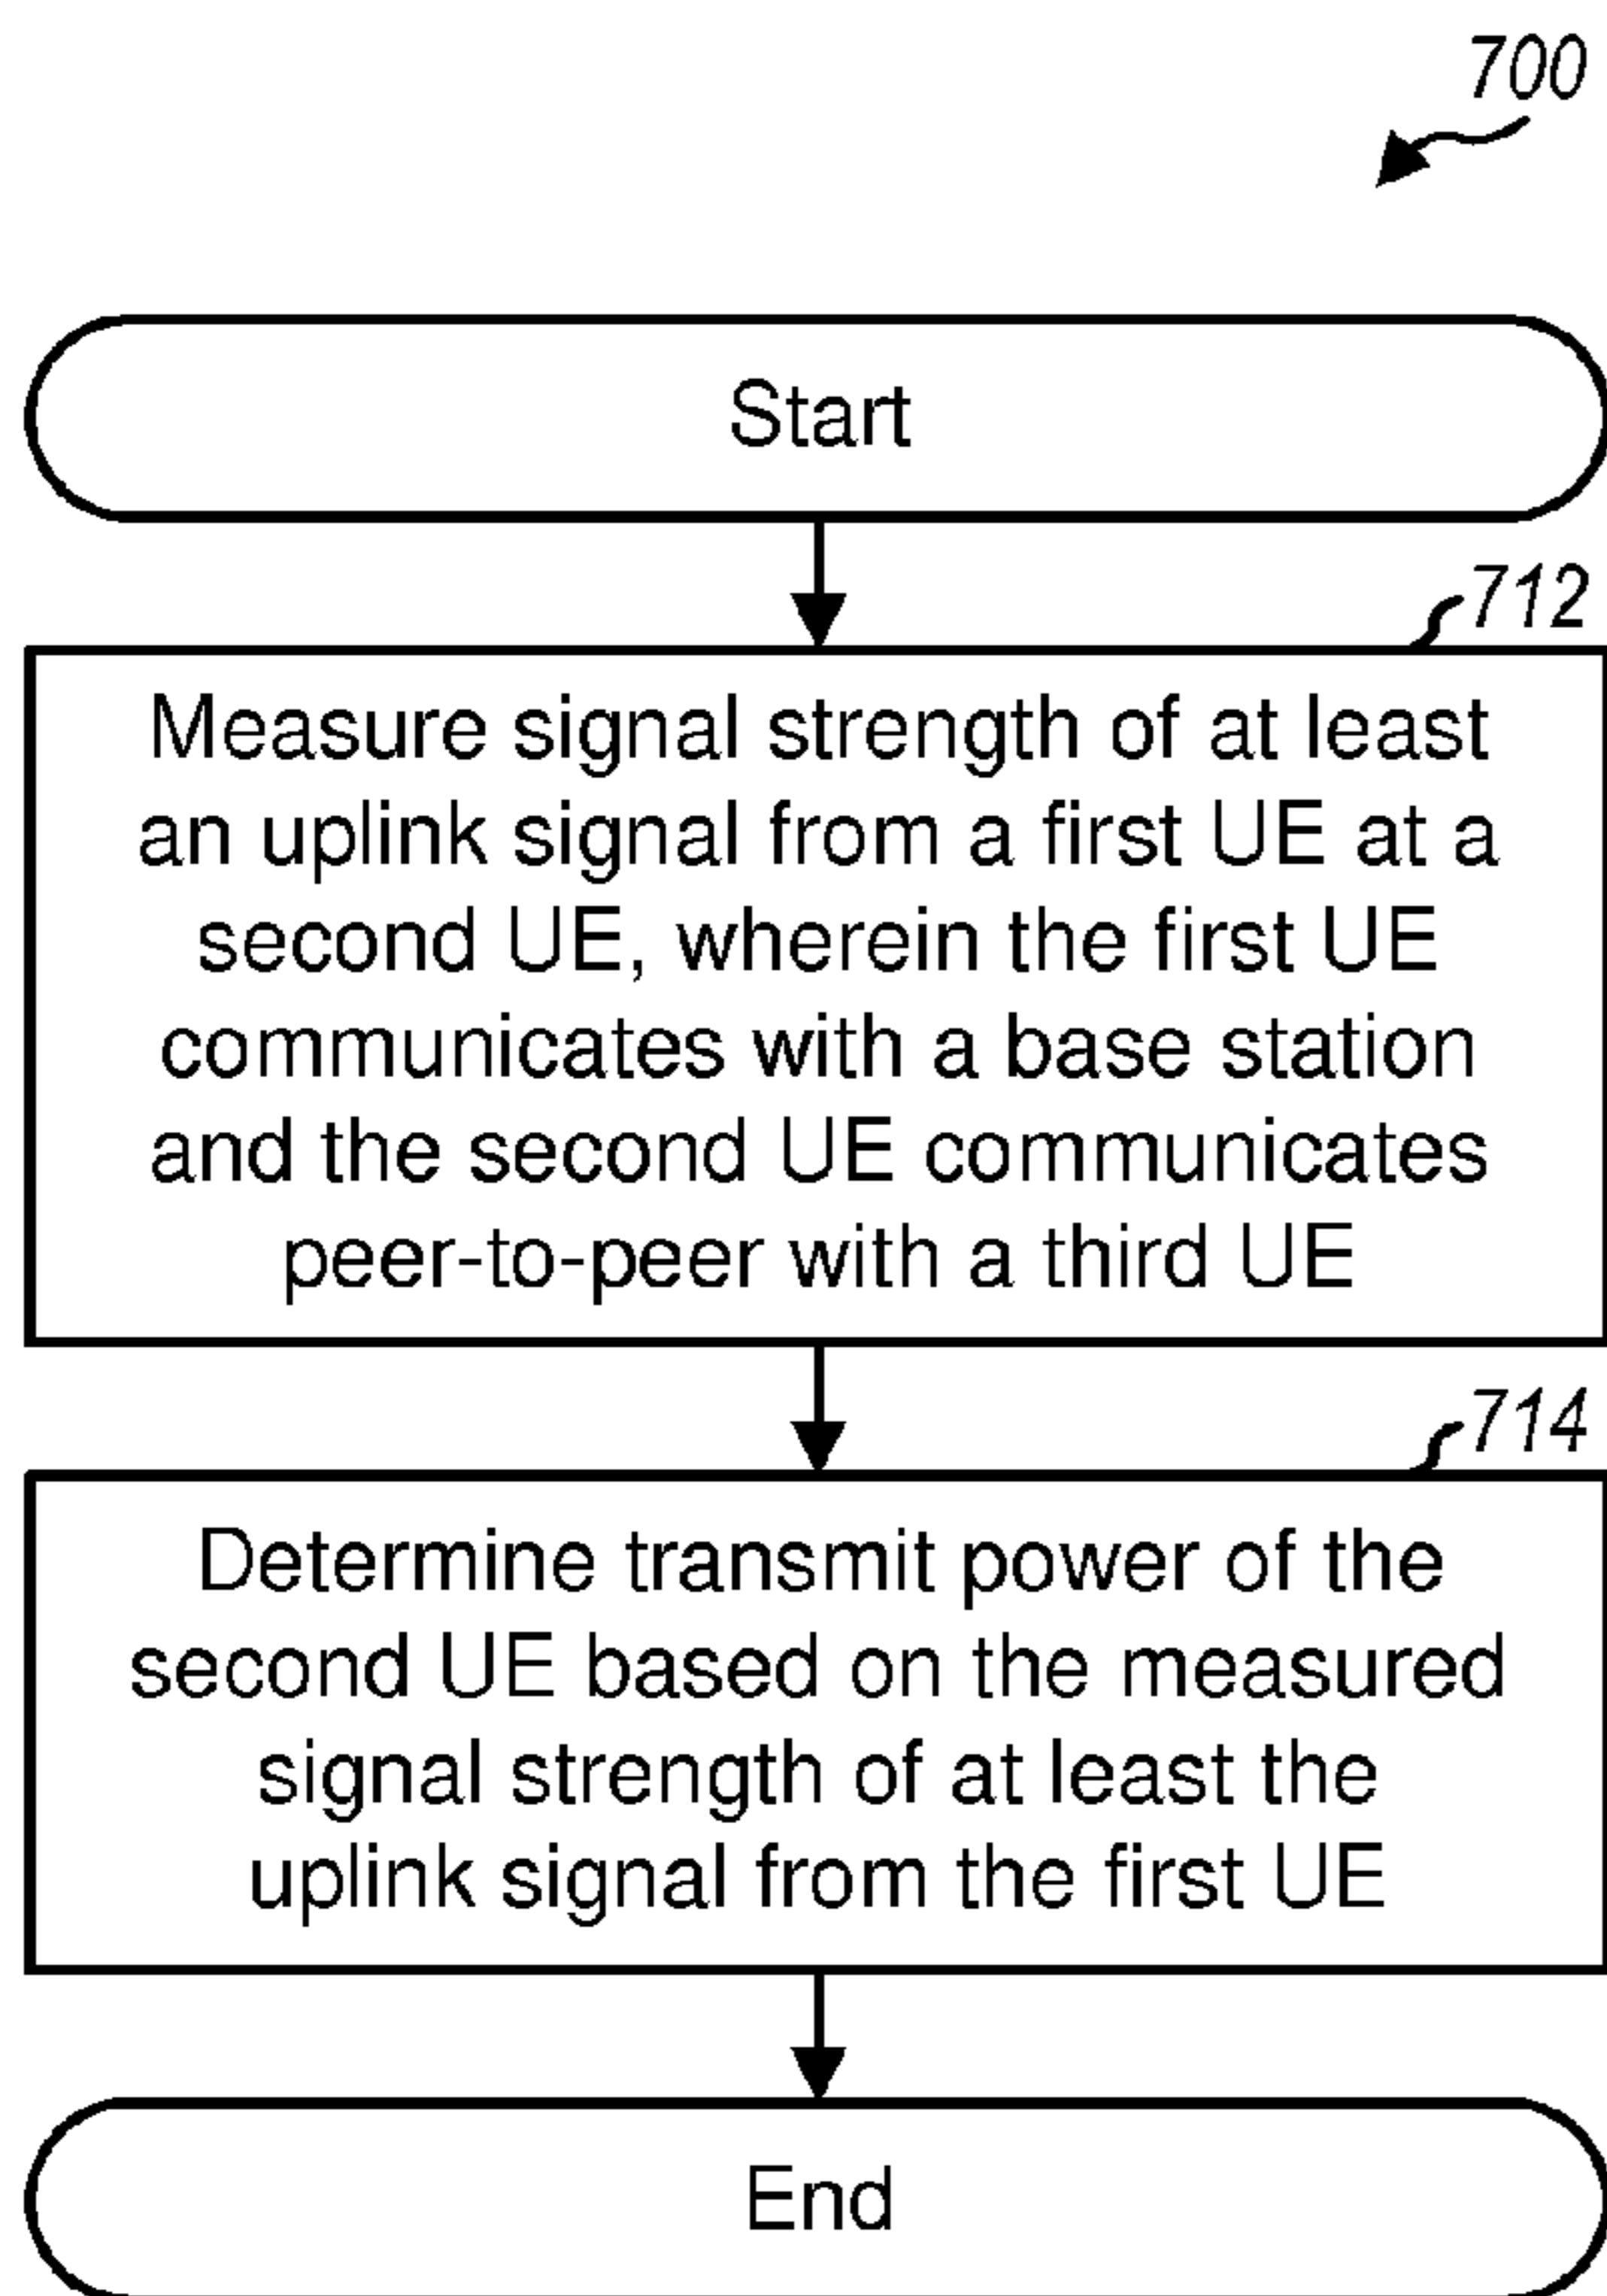 700
Start
712
Measure signal strength of at least
an uplink signal from a first UE at a
second UE, wherein the first UE
communicates with a base station
and the second UE communicates
peer-to-peer with a third UE
714
Determine transmit power of the
second UE based on the measured
signal strength of at least the
uplink signal from the first UE
End